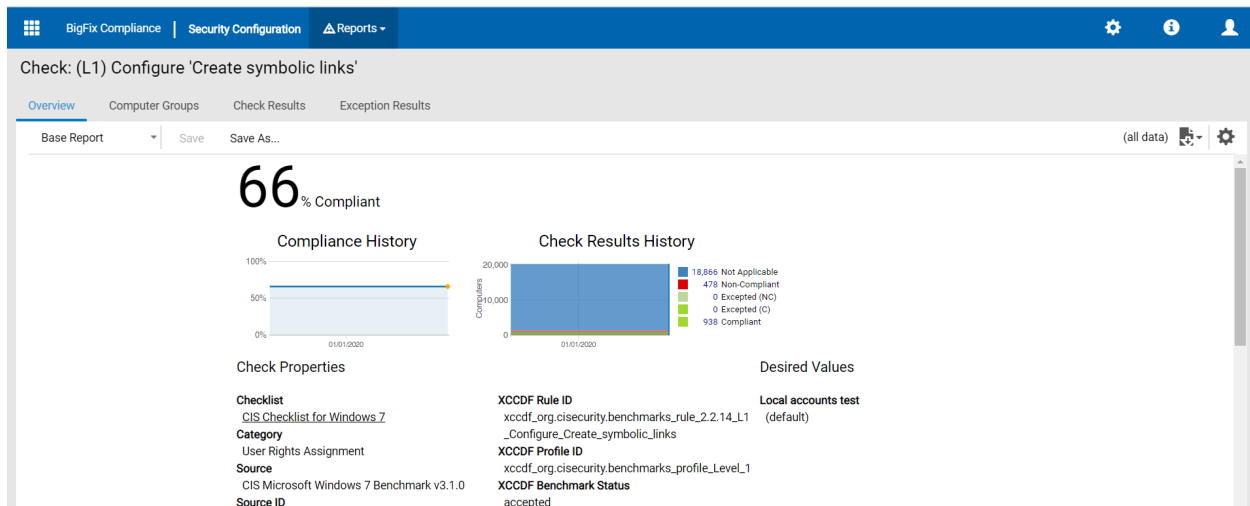 BigFix Compliance | Security Configuration Reports
Check: (L1) Configure 'Create symbolic links'
Overview Computer Groups Check Results Exception Results
Base Report Save Save As... (all data)
66% Compliant
Compliance History
100%
50%
0%
01/01/2020
Check Results History
Computers
20,000
10,000
0
01/01/2020
18,866 Not Applicable
478 Non-Compliant
0 Excepted (NC)
0 Excepted (C)
938 Compliant
Check Properties
Checklist
CIS Checklist for Windows 7
Category
User Rights Assignment
Source
CIS Microsoft Windows 7 Benchmark v3.1.0
Source ID
XCCDF Rule ID
xccdf_org.cisecurity.benchmarks_rule_2.2.14_L1
_Configure_Create_symbolic_links
XCCDF Profile ID
xccdf_org.cisecurity.benchmarks_profile_Level_1
XCCDF Benchmark Status
accepted
Desired Values
Local accounts test
(default)